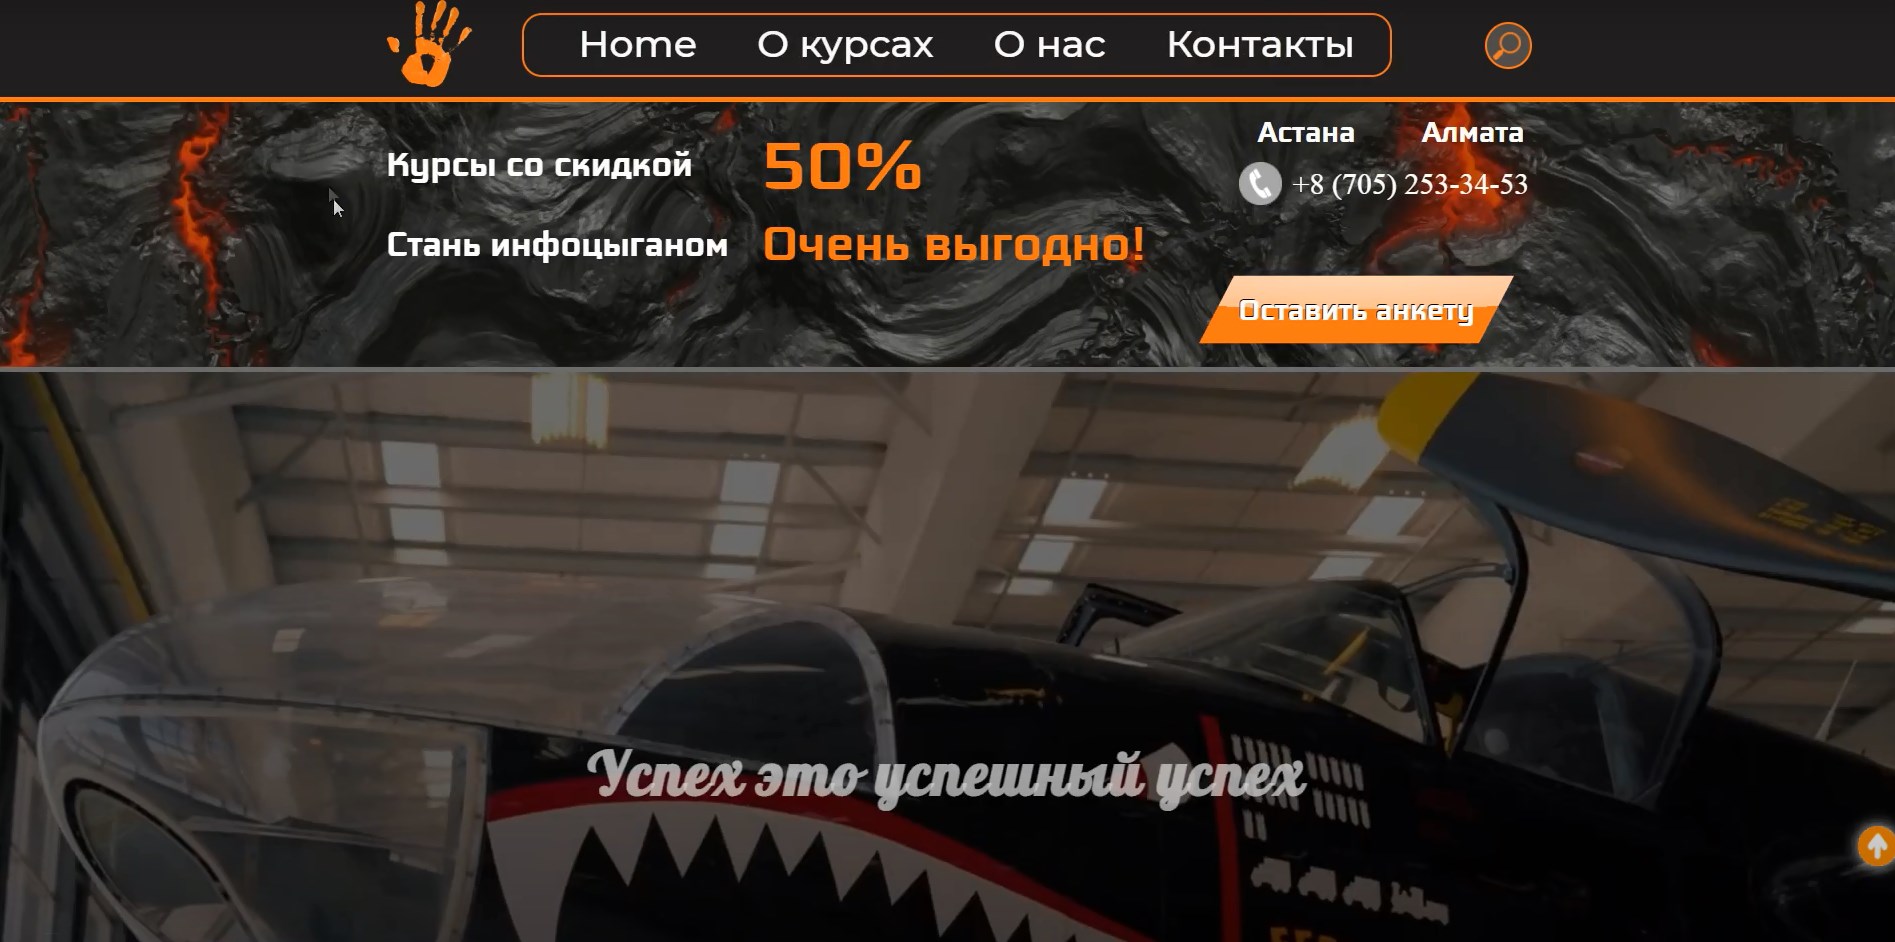 Home О курсах О нас Контакты
Курсы со скидкой 50%
Стань инфоцыганом Очень выгодно!
Астана Алмата
+8 (705) 253-34-53
Оставить анкету
Успех это успешный успех